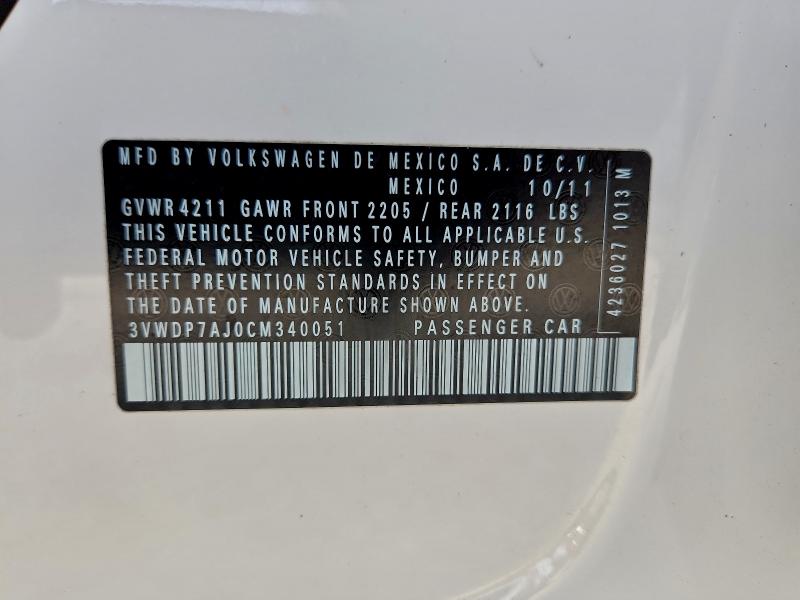 MFD BY VOLKSWAGEN DE MEXICO S.A. DE C.V.
MEXICO 10/11
GVWR 4211 GAWR FRONT 2205 / REAR 2116 LBS
THIS VEHICLE CONFORMS TO ALL APPLICABLE U.S.
FEDERAL MOTOR VEHICLE SAFETY, BUMPER AND
THEFT PREVENTION STANDARDS IN EFFECT ON
THE DATE OF MANUFACTURE SHOWN ABOVE.
3VWDP7AJ0CM340051 PASSENGER CAR
4236027 1013 M